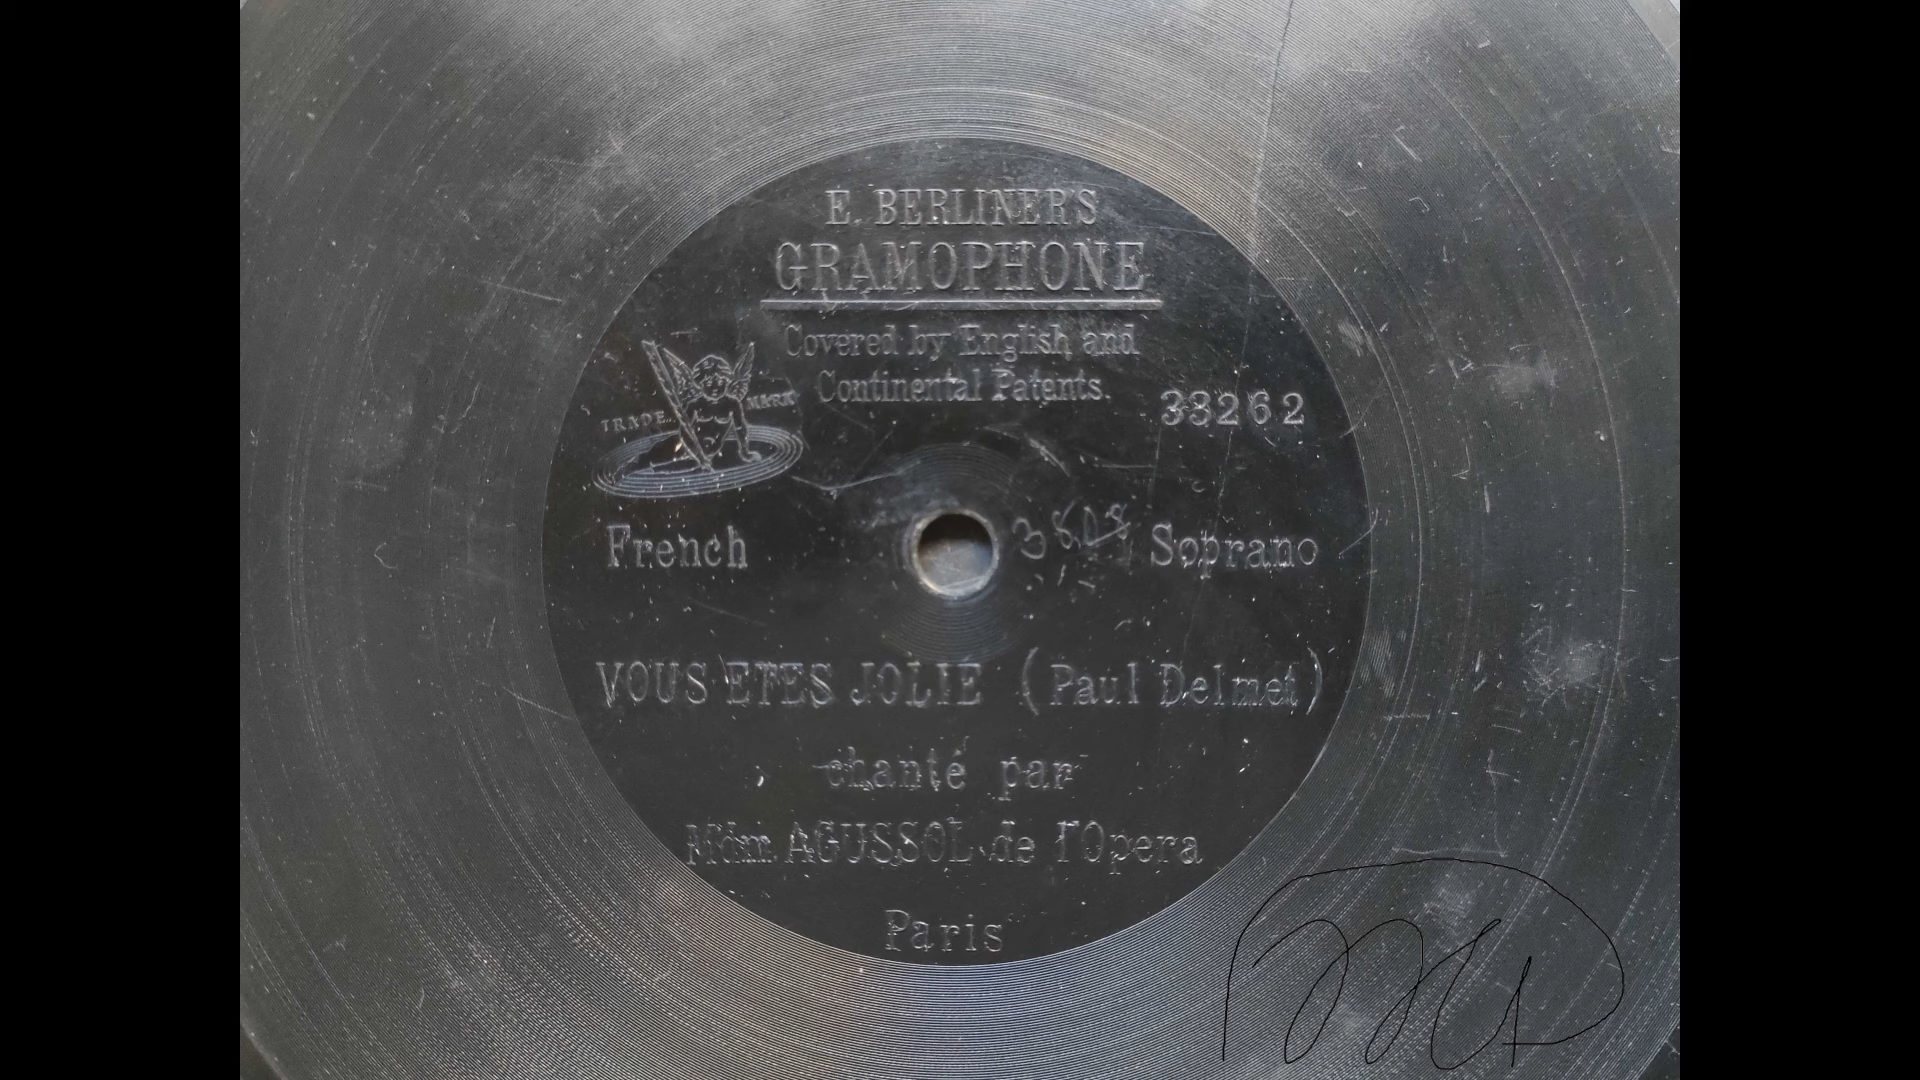 E. BERLINER'S
GRAMOPHONE
Covered by English and
Continental Patents.
TRADE MARK
33262
French
Soprano
VOUS ETES JOLIE (Paul Delmet)
chanté par
Mdm AGUSSOL de l'Opera
Paris